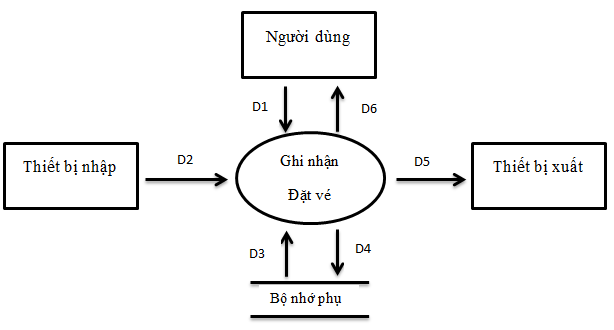 Người dùng
D1
D6
Thiết bị nhập
D2
Ghi nhận
Đặt vé
D5
Thiết bị xuất
D3
D4
Bộ nhớ phụ